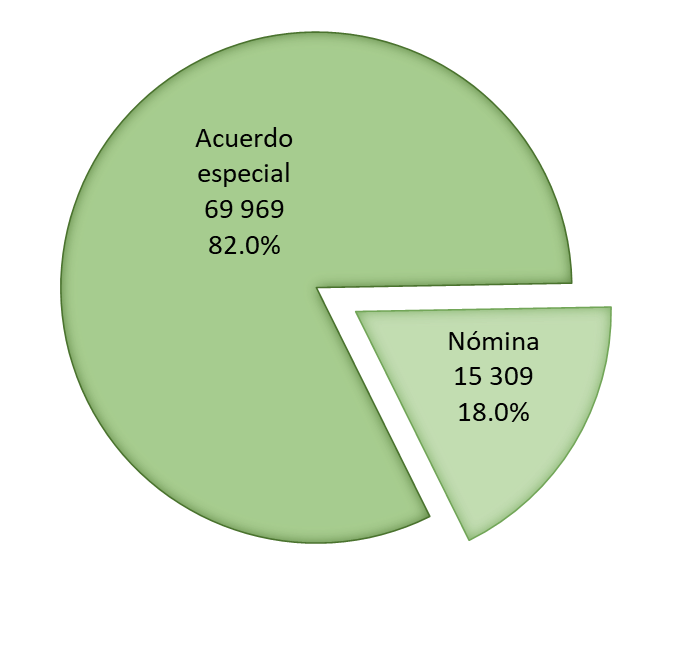 Acuerdo
especial
69 969
82.0%
Nómina
15 309
18.0%